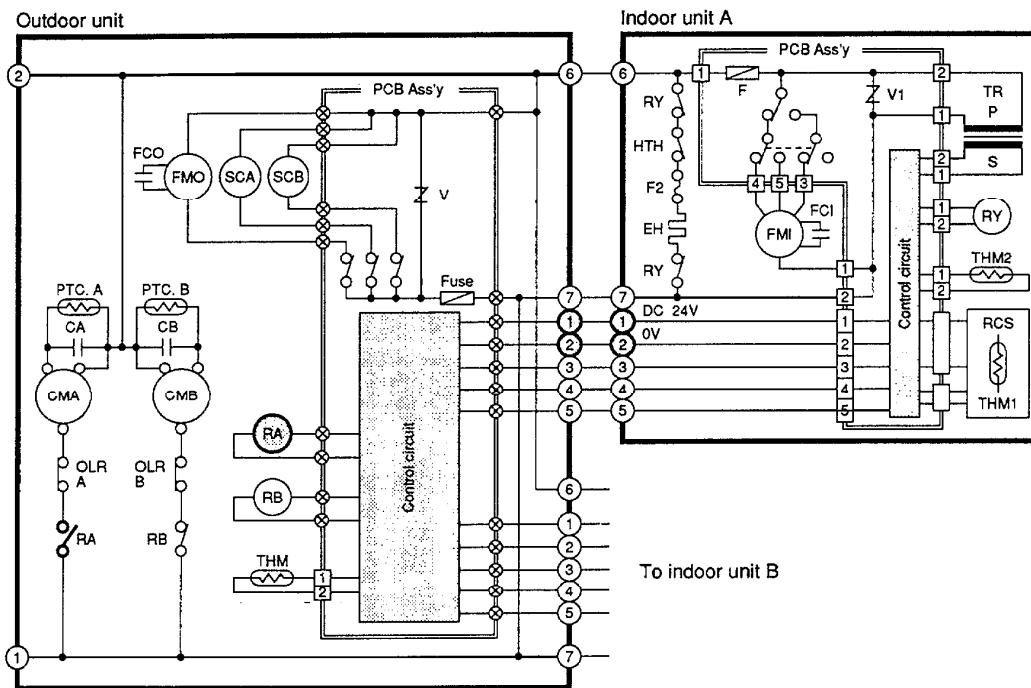 Outdoor unit
Indoor unit A
2
6
6
PCB Ass'y
PCB Ass'y
1
F
2
V1
TR
P
1
RY
HTH
F2
EH
RY
FCO
FMO
SCA
SCB
V
4
5
3
FMI
FCI
2
1
S
1
2
RY
THM2
1
2
1
2
Fuse
7
7
DC 24V
0V
PTC. A
PTC. B
CA
CB
CMA
CMB
1
2
3
4
5
1
2
3
4
5
1
2
3
4
5
Control circuit
RCS
THM1
OLR
A
OLR
B
RA
RB
RA
RB
THM
1
2
Control circuit
6
1
2
3
4
5
7
To indoor unit B
1